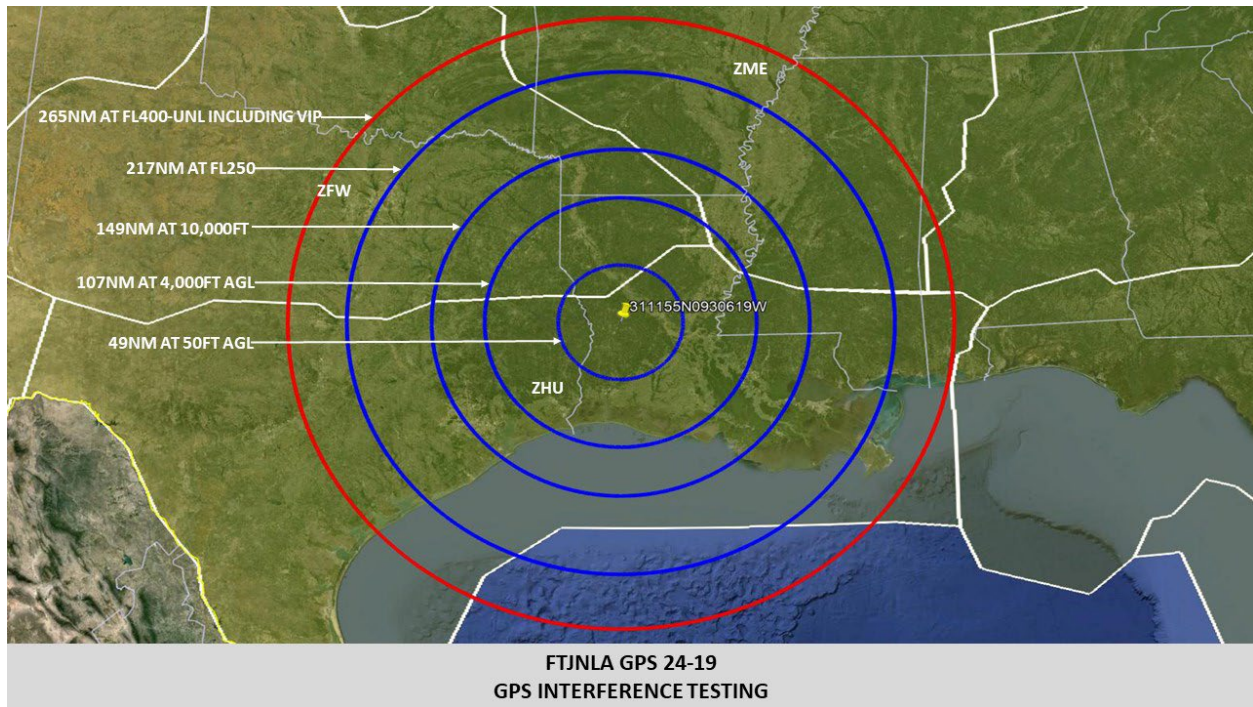 ZME
265NM AT FL400-UNL INCLUDING VIP
217NM AT FL250
ZFW
149NM AT 10,000FT
107NM AT 4,000FT AGL
311155N0930619W
49NM AT 50FT AGL
ZHU
FTJNLA GPS 24-19
GPS INTERFERENCE TESTING